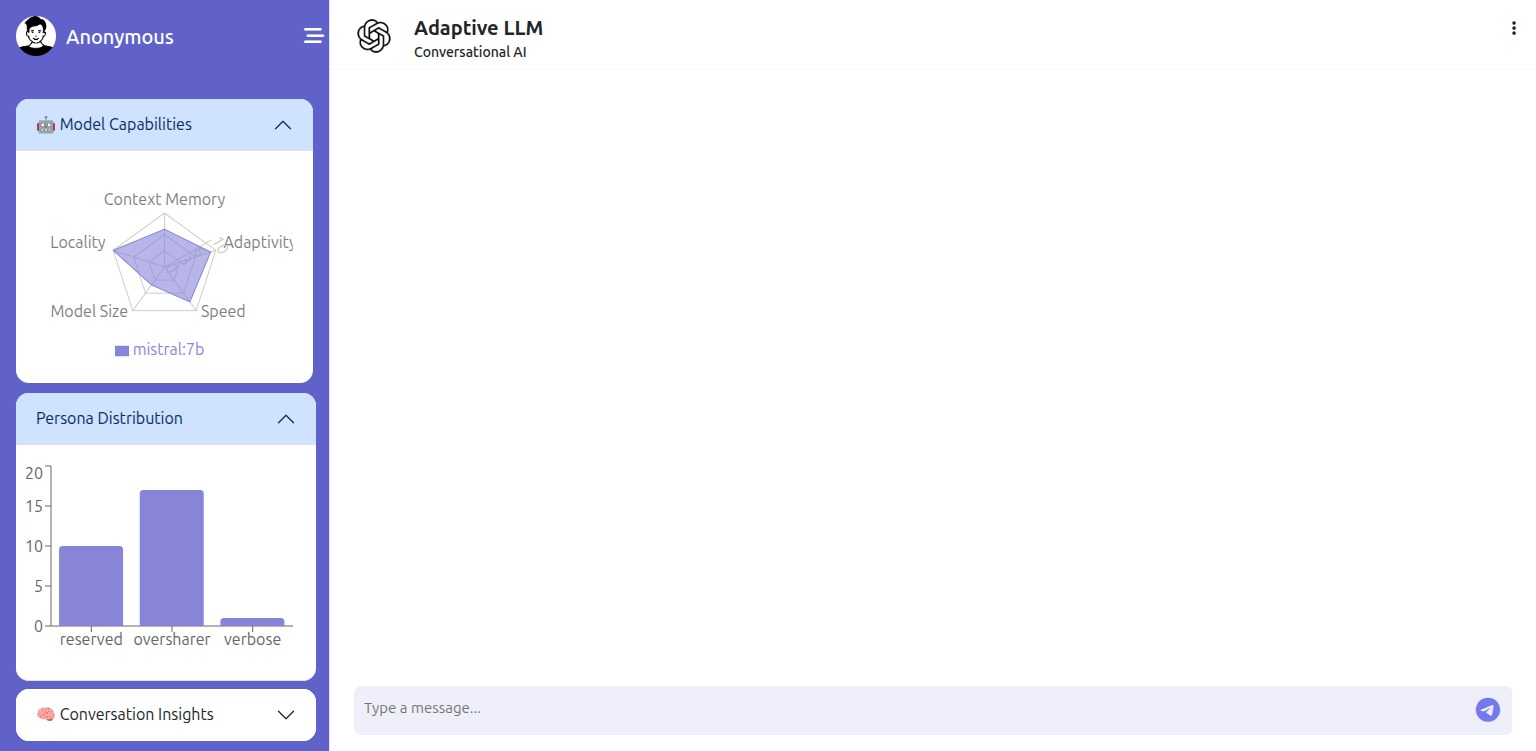 Anonymous
Adaptive LLM
Conversational AI
🤖 Model Capabilities
Context Memory
Locality
Adaptivity
Model Size
Speed
mistral:7b
Persona Distribution
20
15
10
5
0
reserved oversharer verbose
🧠 Conversation Insights
Type a message...